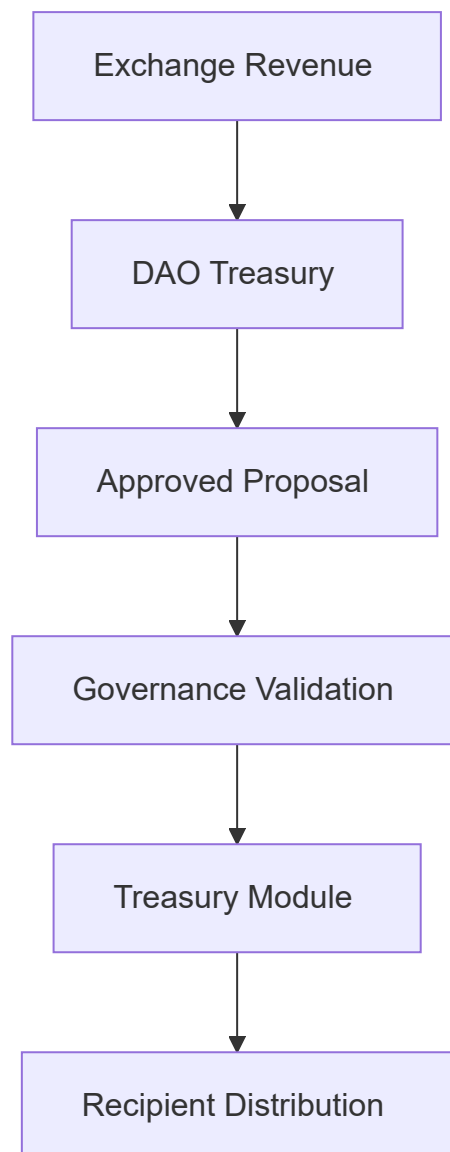 Exchange Revenue
DAO Treasury
Approved Proposal
Governance Validation
Treasury Module
Recipient Distribution